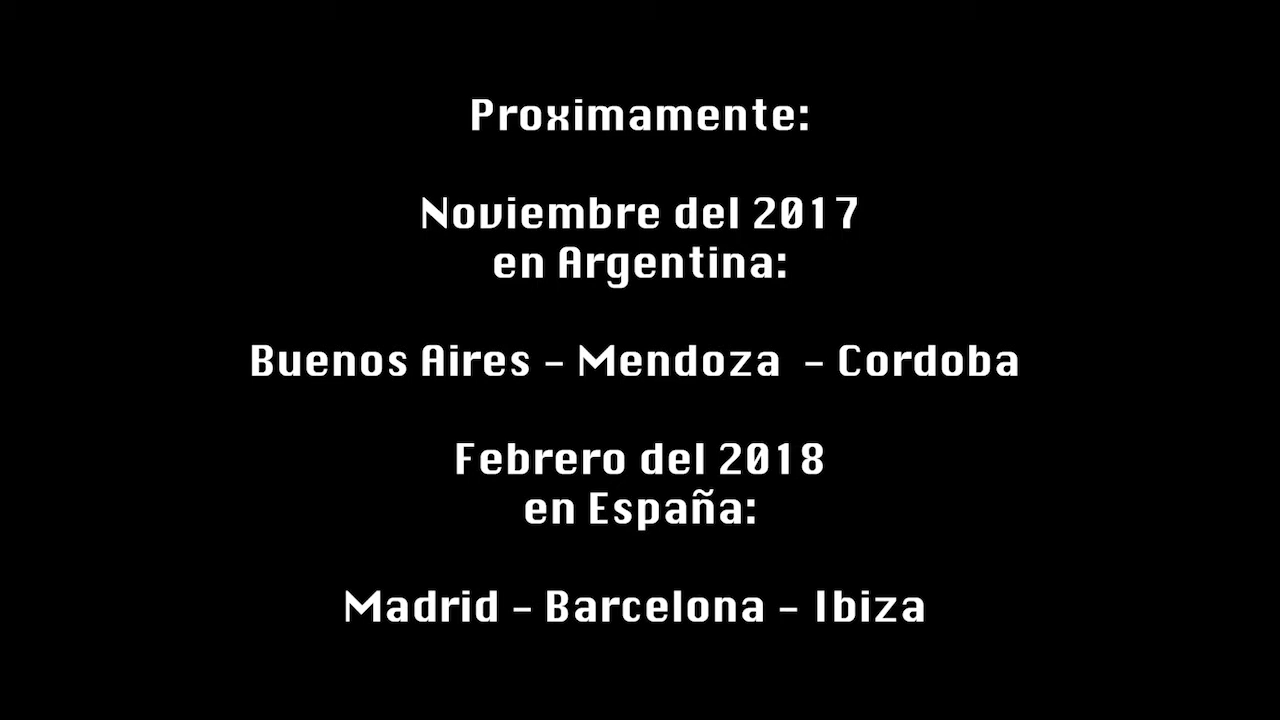 Proximamente:
Noviembre del 2017
en Argentina:
Buenos Aires - Mendoza - Cordoba
Febrero del 2018
en España:
Madrid - Barcelona - Ibiza